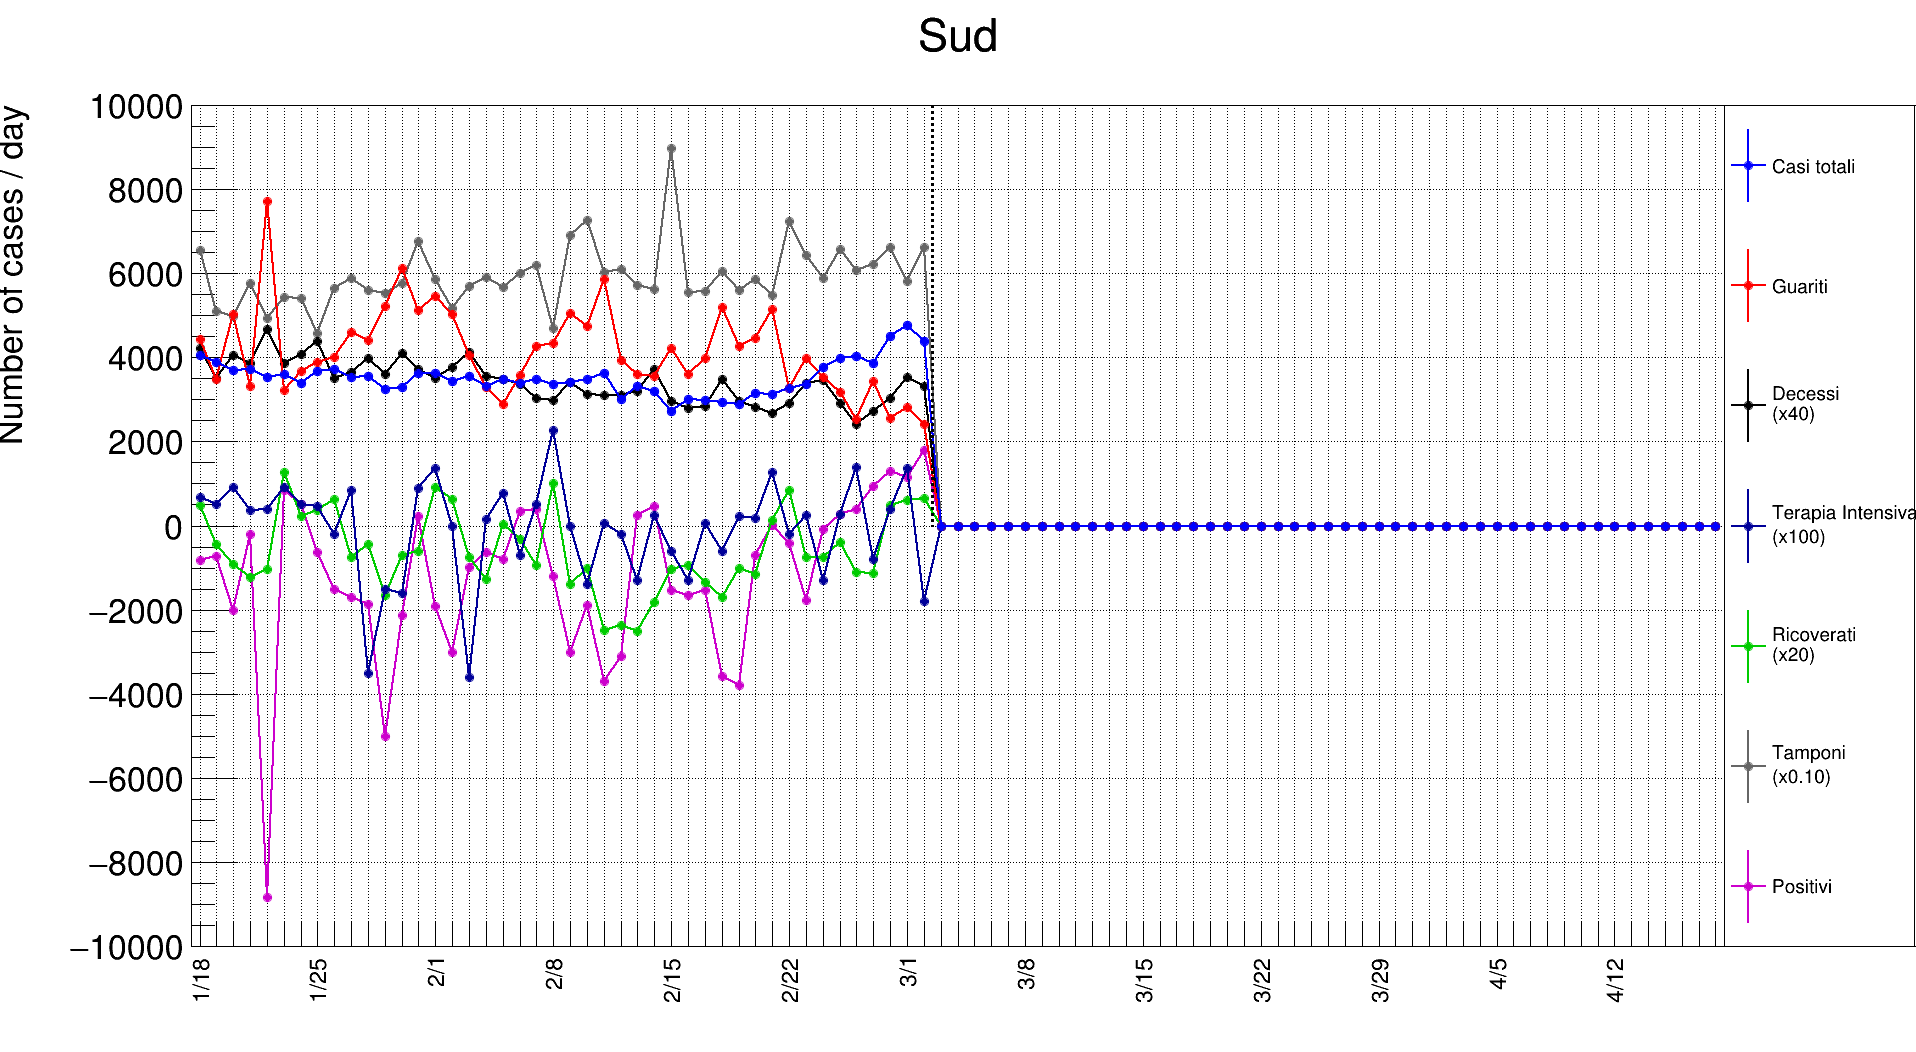 Sud
Number of cases / day
10000
8000
6000
4000
2000
0
−2000
−4000
−6000
−8000
−10000
1/18
1/25
2/1
2/8
2/15
2/22
3/1
3/8
3/15
3/22
3/29
4/5
4/12
Casi totali
Guariti
Decessi
(x40)
Terapia Intensiva
(x100)
Ricoverati
(x20)
Tamponi
(x0.10)
Positivi